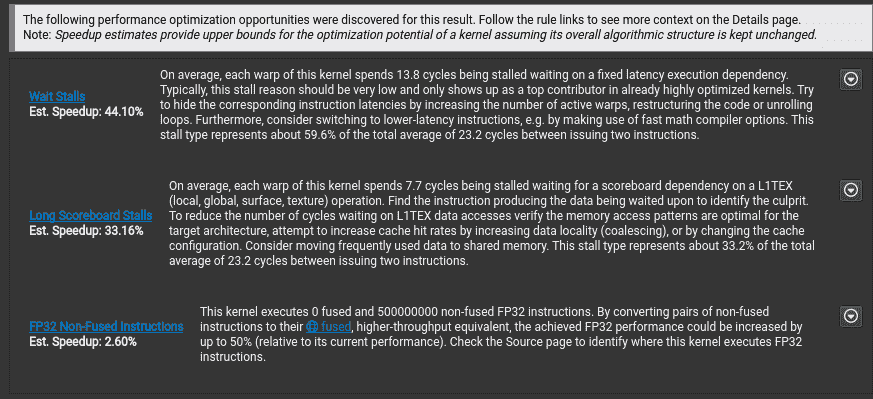 The following performance optimization opportunities were discovered for this result. Follow the rule links to see more context on the Details page.
Note: Speedup estimates provide upper bounds for the optimization potential of a kernel assuming its overall algorithmic structure is kept unchanged.
Wait Stalls
Est. Speedup: 44.10%
On average, each warp of this kernel spends 13.8 cycles being stalled waiting on a fixed latency execution dependency.
Typically, this stall reason should be very low and only shows up as a top contributor in already highly optimized kernels. Try
to hide the corresponding instruction latencies by increasing the number of active warps, restructuring the code or unrolling
loops. Furthermore, consider switching to lower-latency instructions, e.g. by making use of fast math compiler options. This
stall type represents about 59.6% of the total average of 23.2 cycles between issuing two instructions.
Long Scoreboard Stalls
Est. Speedup: 33.16%
On average, each warp of this kernel spends 7.7 cycles being stalled waiting for a scoreboard dependency on a L1TEX
(local, global, surface, texture) operation. Find the instruction producing the data being waited upon to identify the culprit.
To reduce the number of cycles waiting on L1TEX data accesses verify the memory access patterns are optimal for the
target architecture, attempt to increase cache hit rates by increasing data locality (coalescing), or by changing the cache
configuration. Consider moving frequently used data to shared memory. This stall type represents about 33.2% of the total
average of 23.2 cycles between issuing two instructions.
FP32 Non-Fused Instructions
Est. Speedup: 2.60%
This kernel executes 0 fused and 500000000 non-fused FP32 instructions. By converting pairs of non-fused
instructions to their fused, higher-throughput equivalent, the achieved FP32 performance could be increased by
up to 50% (relative to its current performance). Check the Source page to identify where this kernel executes FP32
instructions.